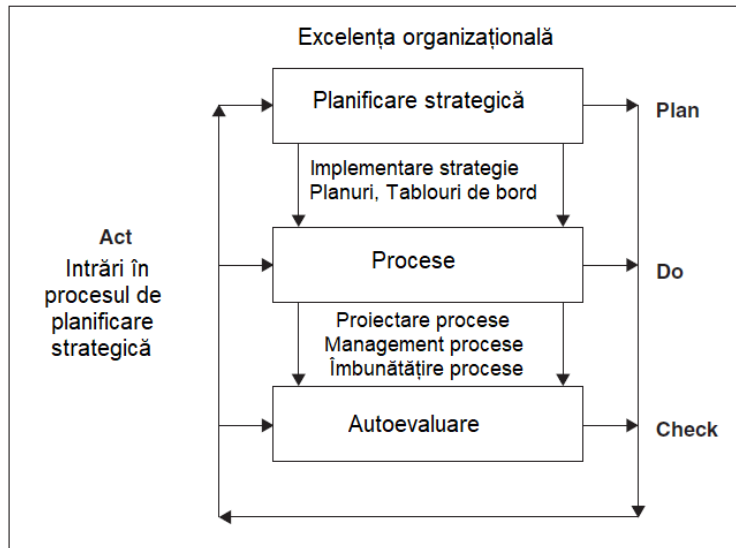 Excelența organizațională
Planificare strategică
Plan
Implementare strategie
Planuri, Tablouri de bord
Act
Intrări în
procesul de
planificare
strategică
Procese
Do
Proiectare procese
Management procese
Îmbunătățire procese
Autoevaluare
Check